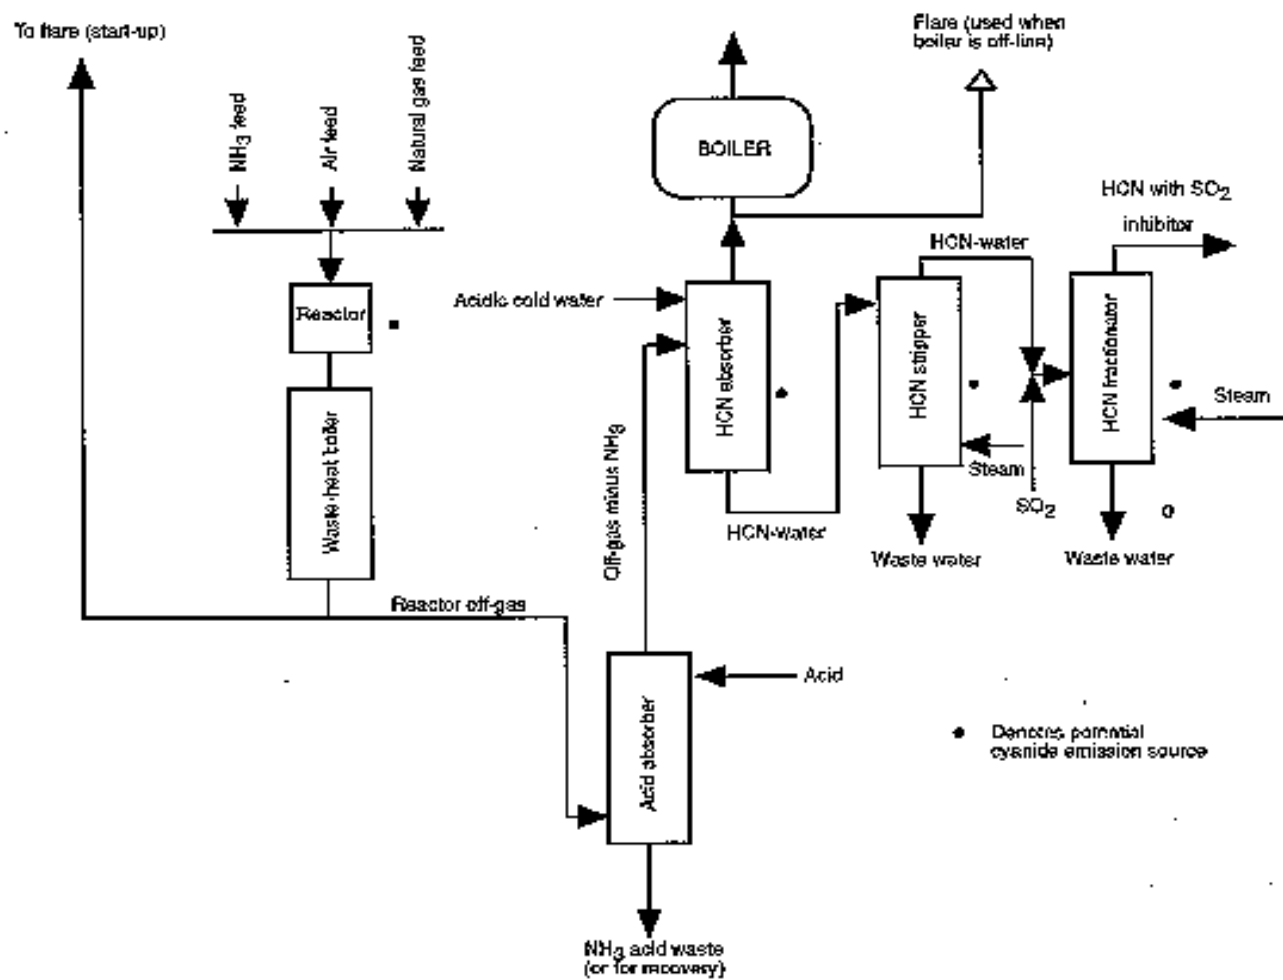 To flare (start-up)
Flare (used when
boiler is off-line)
NH3 feed
Air feed
Natural gas feed
BOILER
HCN with SO2
inhibitor
HCN-water
Acidic cold water
Reactor
HCN absorber
HCN stripper
HCN fractionator
Steam
Waste-heat boiler
Off-gas minus NH3
Steam
SO2
HCN-water
Waste water
Waste water
Reactor off-gas
Acid
Acid absorber
Denotes potential
cyanide emission source
NH3 acid waste
(or for recovery)